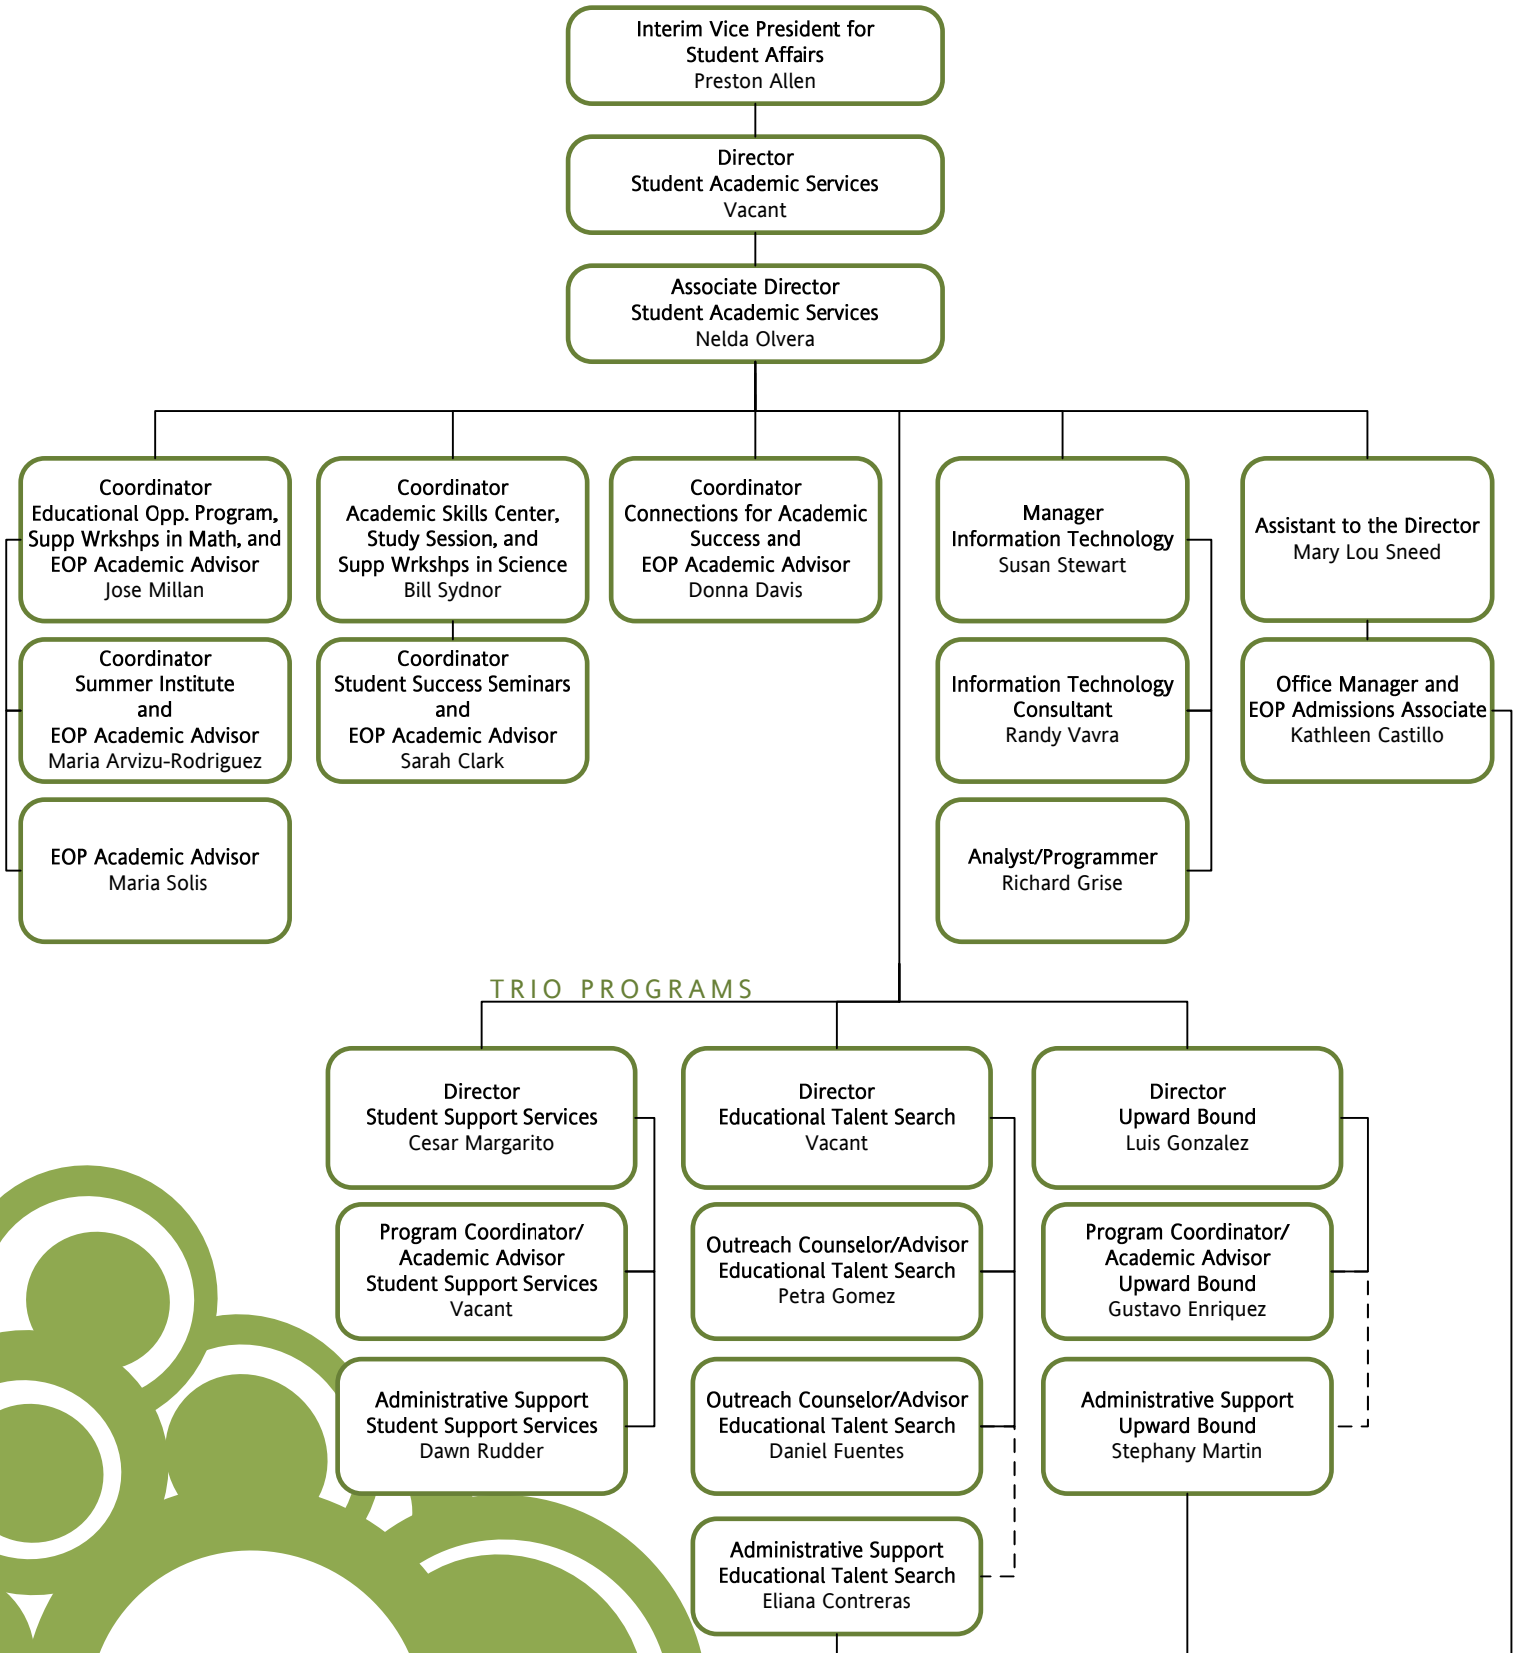 Interim Vice President for
Student Affairs
Preston Allen
Director
Student Academic Services
Vacant
Associate Director
Student Academic Services
Nelda Olvera
Coordinator
Educational Opp. Program,
Supp Wrkshps in Math, and
EOP Academic Advisor
Jose Millan
Coordinator
Academic Skills Center,
Study Session, and
Supp Wrkshps in Science
Bill Sydnor
Coordinator
Connections for Academic
Success and
EOP Academic Advisor
Donna Davis
Manager
Information Technology
Susan Stewart
Assistant to the Director
Mary Lou Sneed
Coordinator
Summer Institute
and
EOP Academic Advisor
Maria Arvizu-Rodriguez
Coordinator
Student Success Seminars
and
EOP Academic Advisor
Sarah Clark
Information Technology
Consultant
Randy Vavra
Office Manager and
EOP Admissions Associate
Kathleen Castillo
EOP Academic Advisor
Maria Solis
Analyst/Programmer
Richard Grise
TRIO PROGRAMS
Director
Student Support Services
Cesar Margarito
Director
Educational Talent Search
Vacant
Director
Upward Bound
Luis Gonzalez
Program Coordinator/
Academic Advisor
Student Support Services
Vacant
Outreach Counselor/Advisor
Educational Talent Search
Petra Gomez
Program Coordinator/
Academic Advisor
Upward Bound
Gustavo Enriquez
Administrative Support
Student Support Services
Dawn Rudder
Outreach Counselor/Advisor
Educational Talent Search
Daniel Fuentes
Administrative Support
Upward Bound
Stephany Martin
Administrative Support
Educational Talent Search
Eliana Contreras